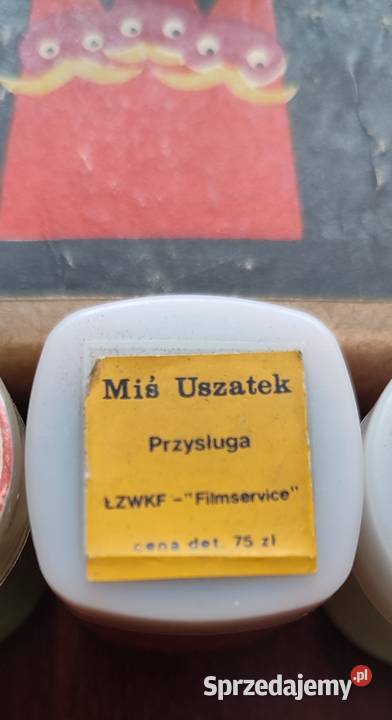 Miś Uszatek
Przysługa
ŁZWKF -"Filmservice"
cena det. 75 zł
Sprzedajemy.pl